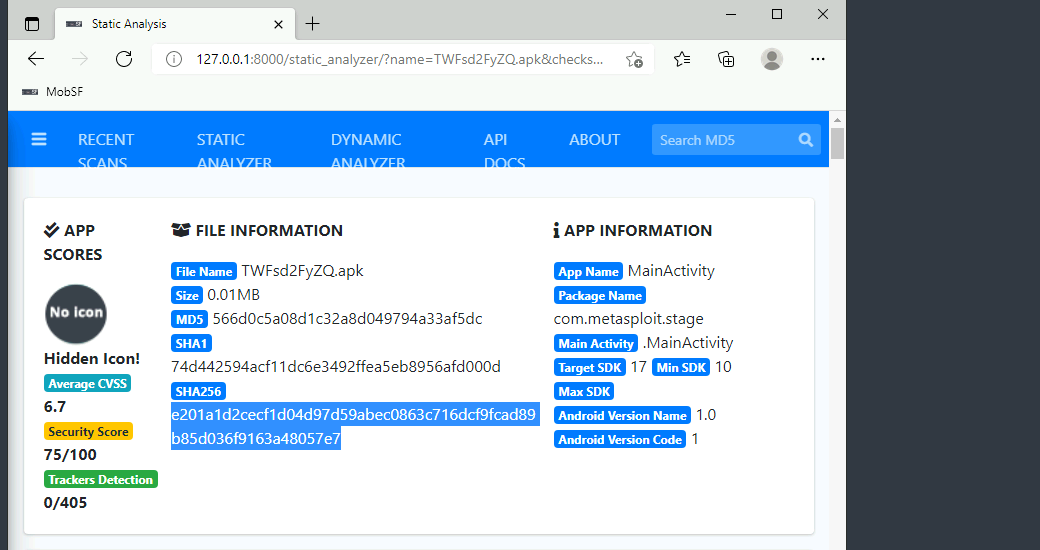 Static Analysis
127.0.0.1:8000/static_analyzer/?name=TWFsd2FyZQ.apk&checks...
MobSF
RECENT SCANS
STATIC ANALYZER
DYNAMIC ANALYZER
API DOCS
ABOUT
Search MD5
APP SCORES
No icon
Hidden Icon!
Average CVSS
6.7
Security Score
75/100
Trackers Detection
0/405
FILE INFORMATION
File Name TWFsd2FyZQ.apk
Size 0.01MB
MD5 566d0c5a08d1c32a8d049794a33af5dc
SHA1
74d442594acf11dc6e3492ffea5eb8956afd000d
SHA256
e201a1d2cecf1d04d97d59abec0863c716dcf9fcad89
b85d036f9163a48057e7
APP INFORMATION
App Name MainActivity
Package Name
com.metasploit.stage
Main Activity .MainActivity
Target SDK 17 Min SDK 10
Max SDK
Android Version Name 1.0
Android Version Code 1